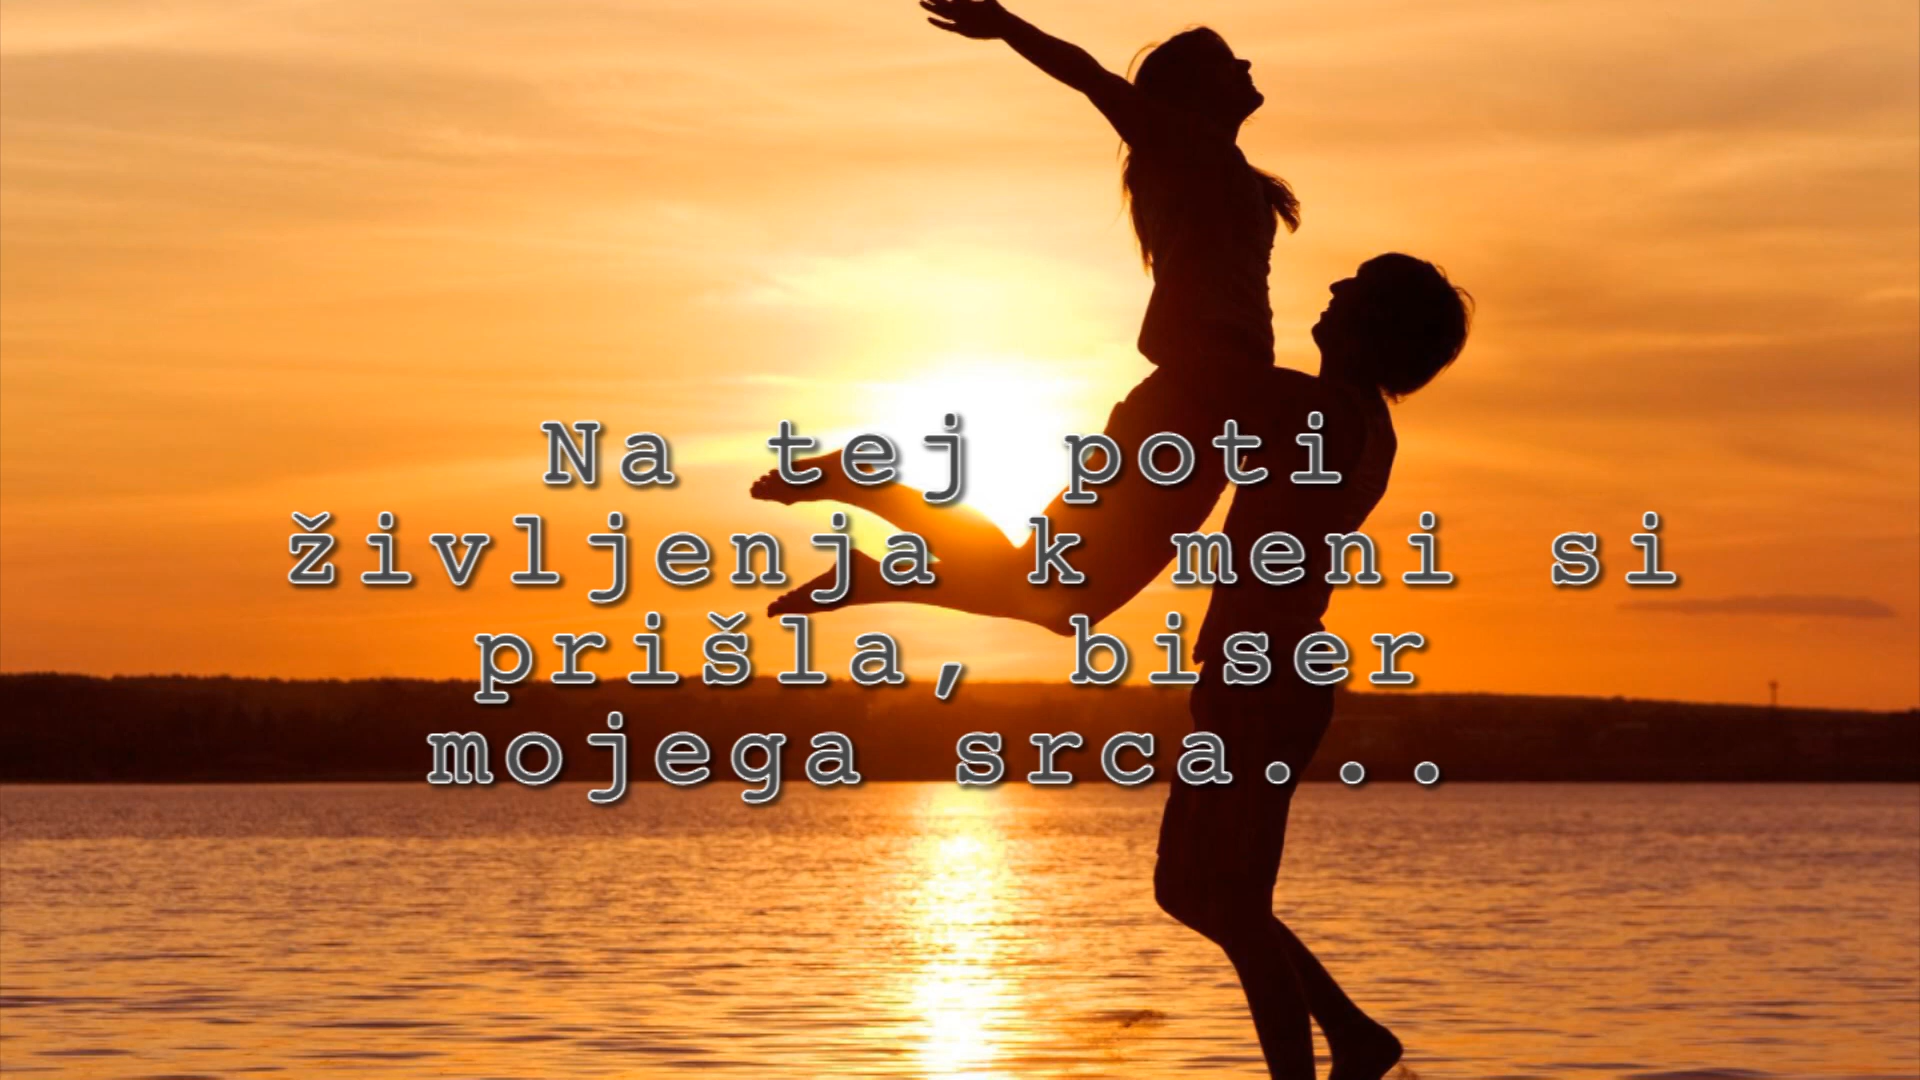 Na tej poti
življenja k meni si
prišla, biser
mojega srca...